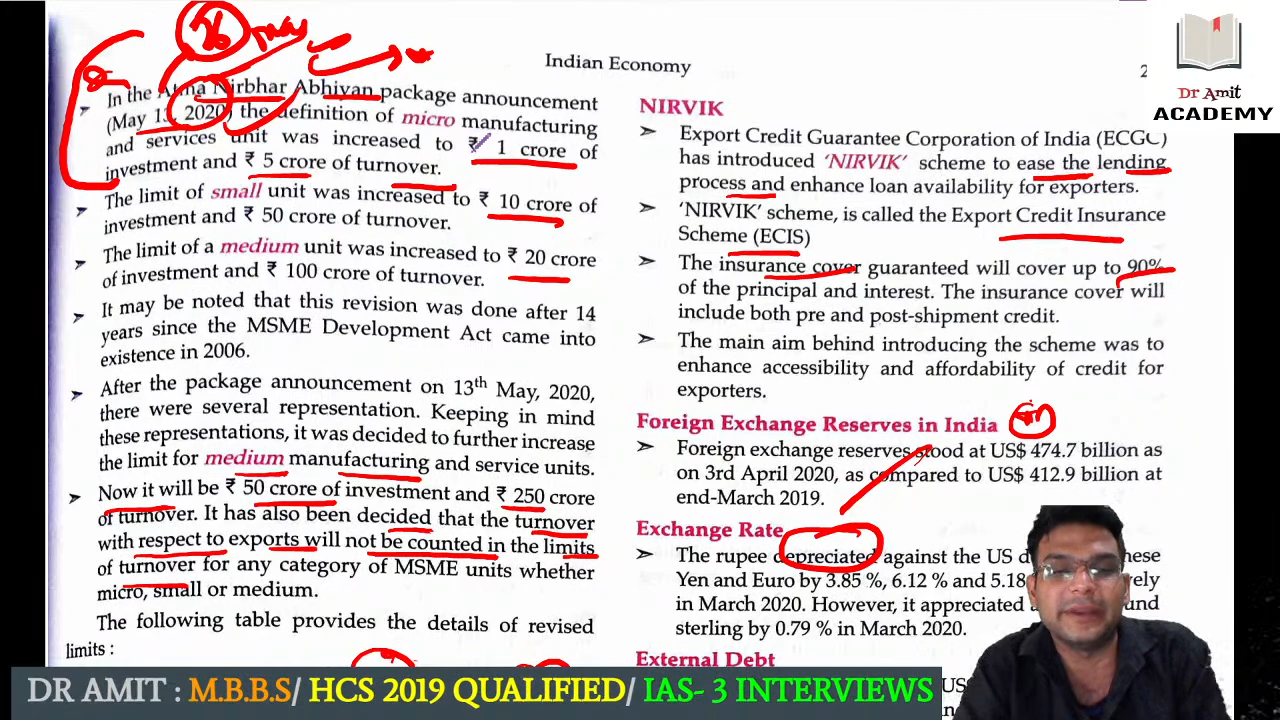 Indian Economy
2
Dr Amit
ACADEMY
In the Atma Nirbhar Abhiyan package announcement
(May 13, 2020) the definition of micro manufacturing
and services unit was increased to ₹ 1 crore of
investment and ₹ 5 crore of turnover.
The limit of small unit was increased to ₹ 10 crore of
investment and ₹ 50 crore of turnover.
The limit of a medium unit was increased to ₹ 20 crore
of investment and ₹ 100 crore of turnover.
It may be noted that this revision was done after 14
years since the MSME Development Act came into
existence in 2006.
After the package announcement on 13th May, 2020,
there were several representation. Keeping in mind
these representations, it was decided to further increase
the limit for medium manufacturing and service units.
Now it will be ₹ 50 crore of investment and ₹ 250 crore
of turnover. It has also been decided that the turnover
with respect to exports will not be counted in the limits
of turnover for any category of MSME units whether
micro, small or medium.
The following table provides the details of revised
limits :
NIRVIK
Export Credit Guarantee Corporation of India (ECGC)
has introduced 'NIRVIK' scheme to ease the lending
process and enhance loan availability for exporters.
'NIRVIK' scheme, is called the Export Credit Insurance
Scheme (ECIS)
The insurance cover guaranteed will cover up to 90%
of the principal and interest. The insurance cover will
include both pre and post-shipment credit.
The main aim behind introducing the scheme was to
enhance accessibility and affordability of credit for
exporters.
Foreign Exchange Reserves in India
Foreign exchange reserves stood at US$ 474.7 billion as
on 3rd April 2020, as compared to US$ 412.9 billion at
end-March 2019.
Exchange Rate
The rupee depreciated against the US
Yen and Euro by 3.85 %, 6.12 % and 5.18
in March 2020. However, it appreciated
sterling by 0.79 % in March 2020.
External Debt
DR AMIT : M.B.B.S/ HCS 2019 QUALIFIED/ IAS- 3 INTERVIEWS